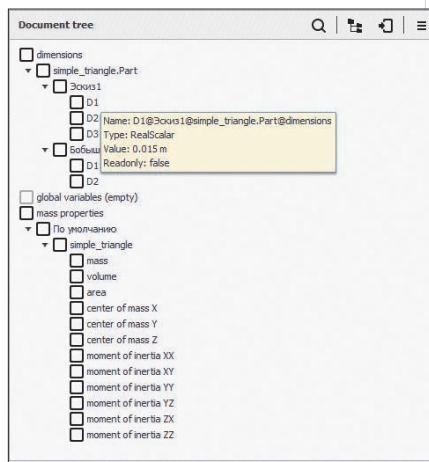 Document tree
dimensions
simple_triangle.Part
Эскиз1
D1
D2
D3
Бобыш
D1
D2
Name: D1@Эскиз1@simple_triangle.Part@dimensions
Type: RealScalar
Value: 0.015 m
Readonly: false
global variables (empty)
mass properties
По умолчанию
simple_triangle
mass
volume
area
center of mass X
center of mass Y
center of mass Z
moment of inertia XX
moment of inertia XY
moment of inertia YY
moment of inertia YZ
moment of inertia ZX
moment of inertia ZZ